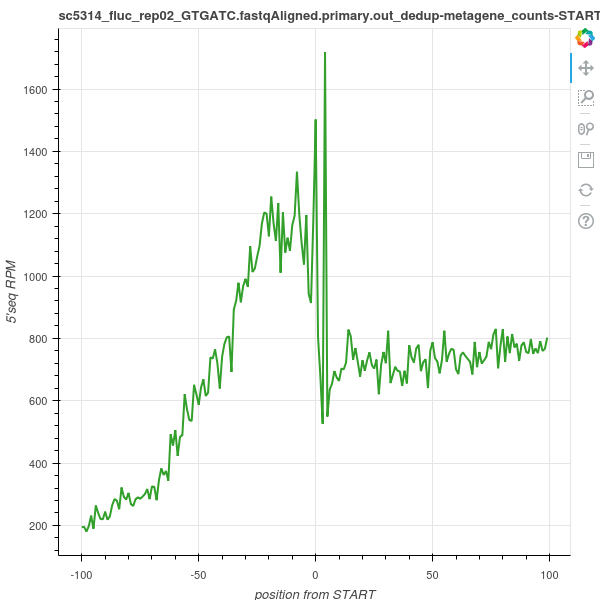 sc5314_fluc_rep02_GTGATC.fastqAligned.primary.out_dedup-metagene_counts-START
1600
1400
1200
1000
800
600
400
200
5'seq RPM
-100 -50 0 50 100
position from START